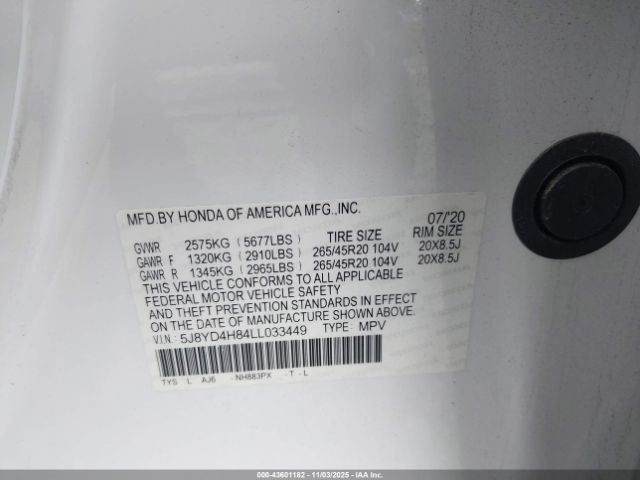 MFD.BY HONDA OF AMERICA MFG.,INC. 07/'20
GVWR 2575KG (5677LBS) TIRE SIZE RIM SIZE
GAWR F 1320KG (2910LBS) 265/45R20 104V 20X8.5J
GAWR R 1345KG (2965LBS) 265/45R20 104V 20X8.5J
THIS VEHICLE CONFORMS TO ALL APPLICABLE
FEDERAL MOTOR VEHICLE SAFETY
AND THEFT PREVENTION STANDARDS IN EFFECT
ON THE DATE OF MANUFACTURE SHOWN ABOVE.
V.I.N.: 5J8YD4H84LL033449 TYPE: MPV
TYS L AJ6 NH883PX -T-L
000-43601182 - 11/03/2025 - IAAI, Inc.